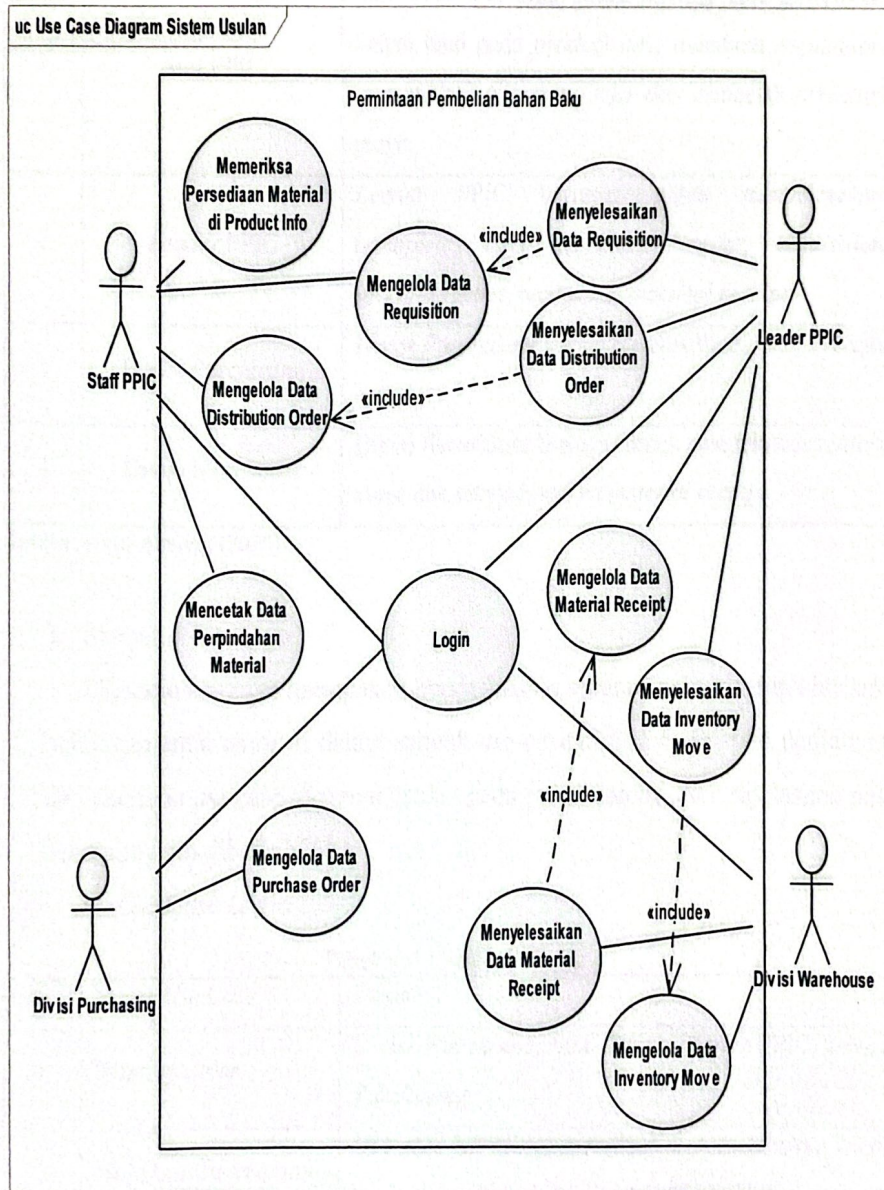 uc Use Case Diagram Sistem Usulan
Permintaan Pembelian Bahan Baku
Memeriksa
Persediaan Material
di Product Info
Menyelesaikan
Data Requisition
«include»
Mengelola Data
Requisition
Staff PPIC
Leader PPIC
Menyelesaikan
Data Distribution
Order
Mengelola Data
Distribution Order
«include»
Mengelola Data
Material Receipt
Mencetak Data
Perpindahan
Material
Login
Menyelesaikan
Data Inventory
Move
«include»
Mengelola Data
Purchase Order
Divisi Purchasing
«include»
Menyelesaikan
Data Material
Receipt
Divisi Warehouse
Mengelola Data
Inventory Move